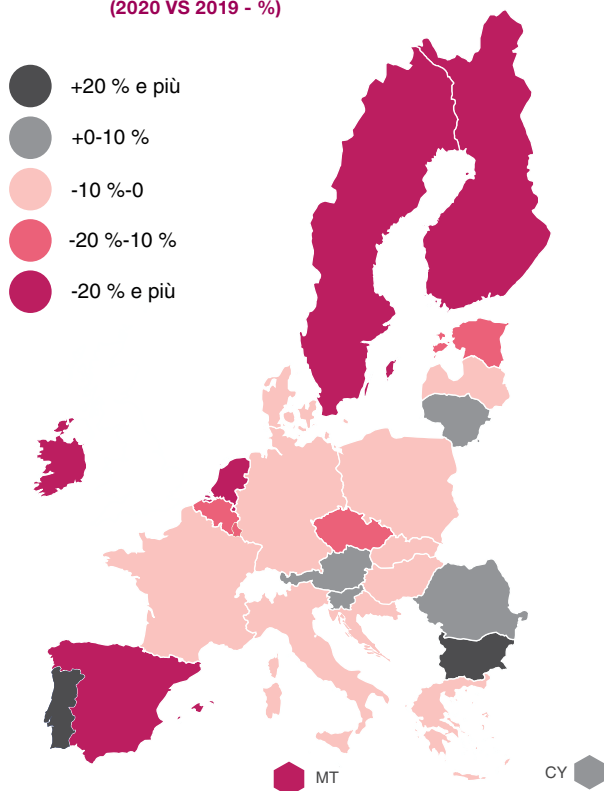 (2020 VS 2019 - %)
+20 % e più
+0-10 %
-10 %-0
-20 %-10 %
-20 % e più
MT
CY